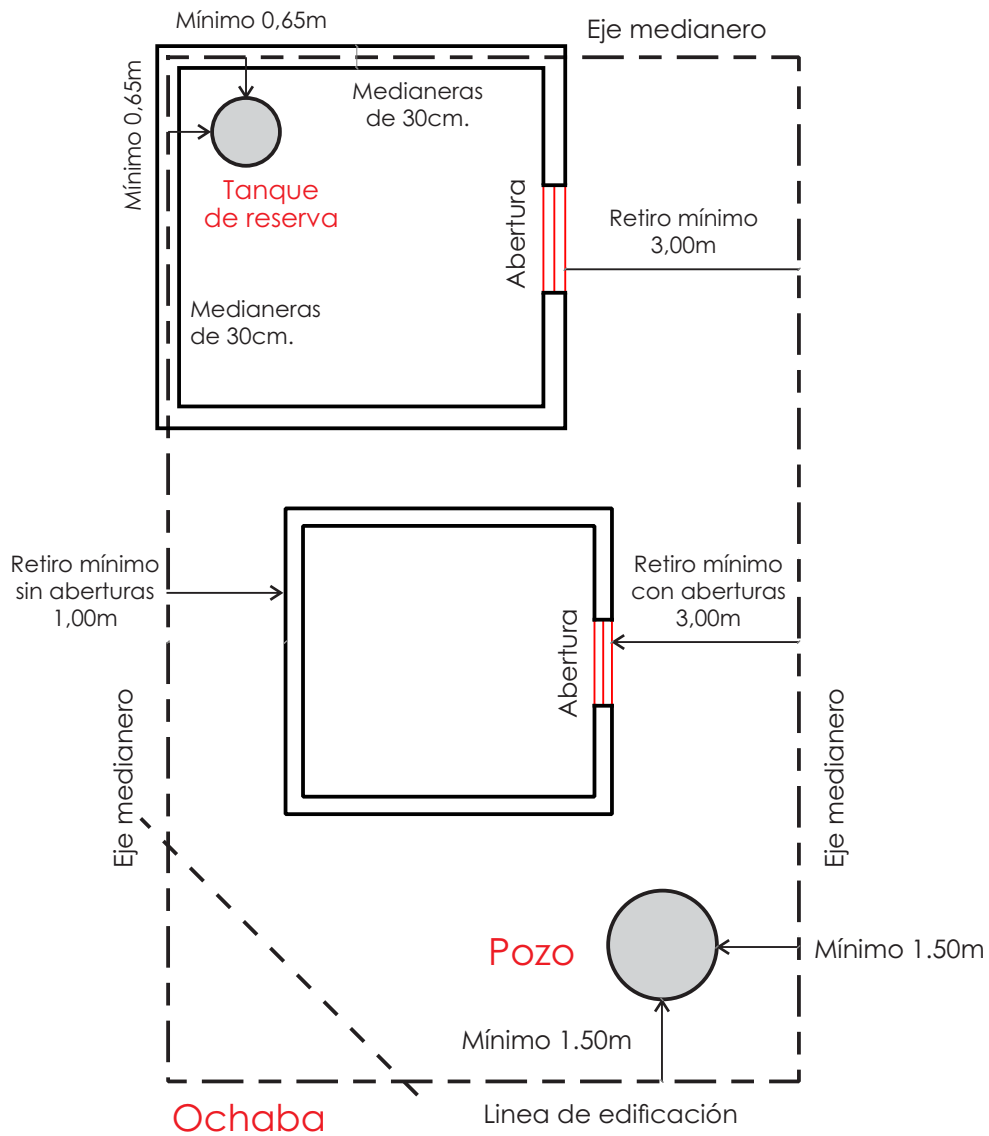 Mínimo 0,65m
Eje medianero
Mínimo 0,65m
Medianeras
de 30cm.
Tanque
de reserva
Abertura
Retiro mínimo
3,00m
Medianeras
de 30cm.
Retiro mínimo
sin aberturas
1,00m
Retiro mínimo
con aberturas
3,00m
Abertura
Eje medianero
Eje medianero
Pozo
Mínimo 1.50m
Mínimo 1.50m
Ochaba
Linea de edificación